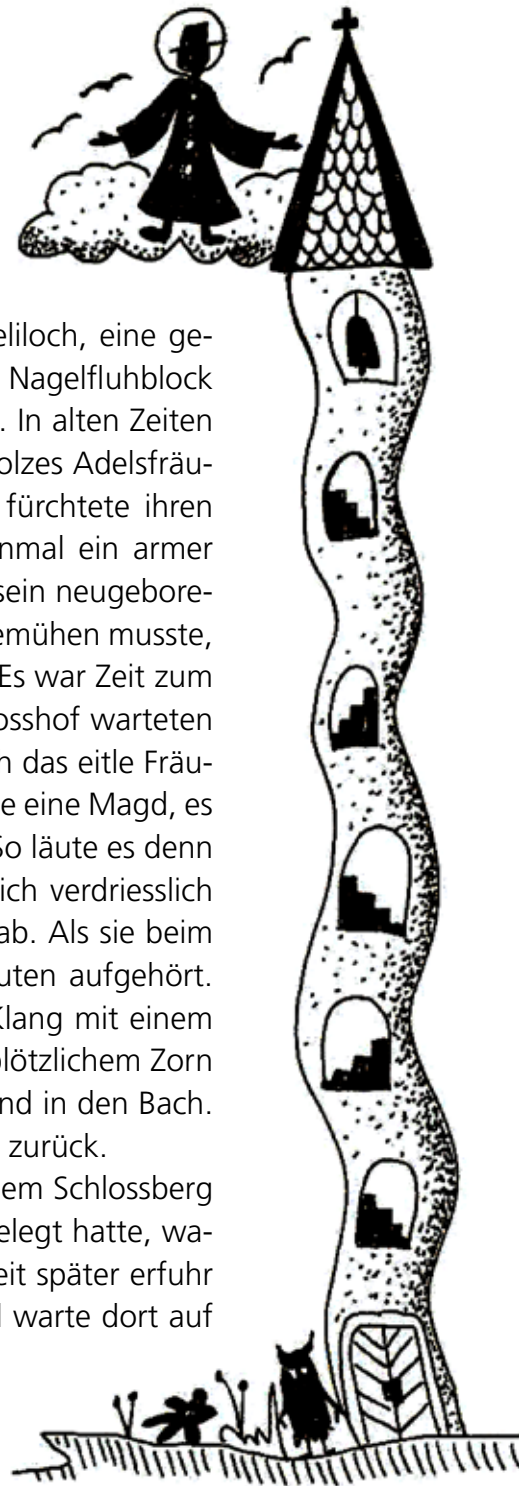 eliloch, eine ge-
Nagelfluhblock
. In alten Zeiten
olzes Adelsfräu-
fürchtete ihren
nmal ein armer
sein neugebore-
emühen musste,
Es war Zeit zum
osshof warteten
n das eitle Fräu-
e eine Magd, es
So läute es denn
ich verdriesslich
ab. Als sie beim
uten aufgehört.
Klang mit einem
plötzlichem Zorn
nd in den Bach.
zurück.
em Schlossberg
elegt hatte, wa-
eit später erfuhr
l warte dort auf